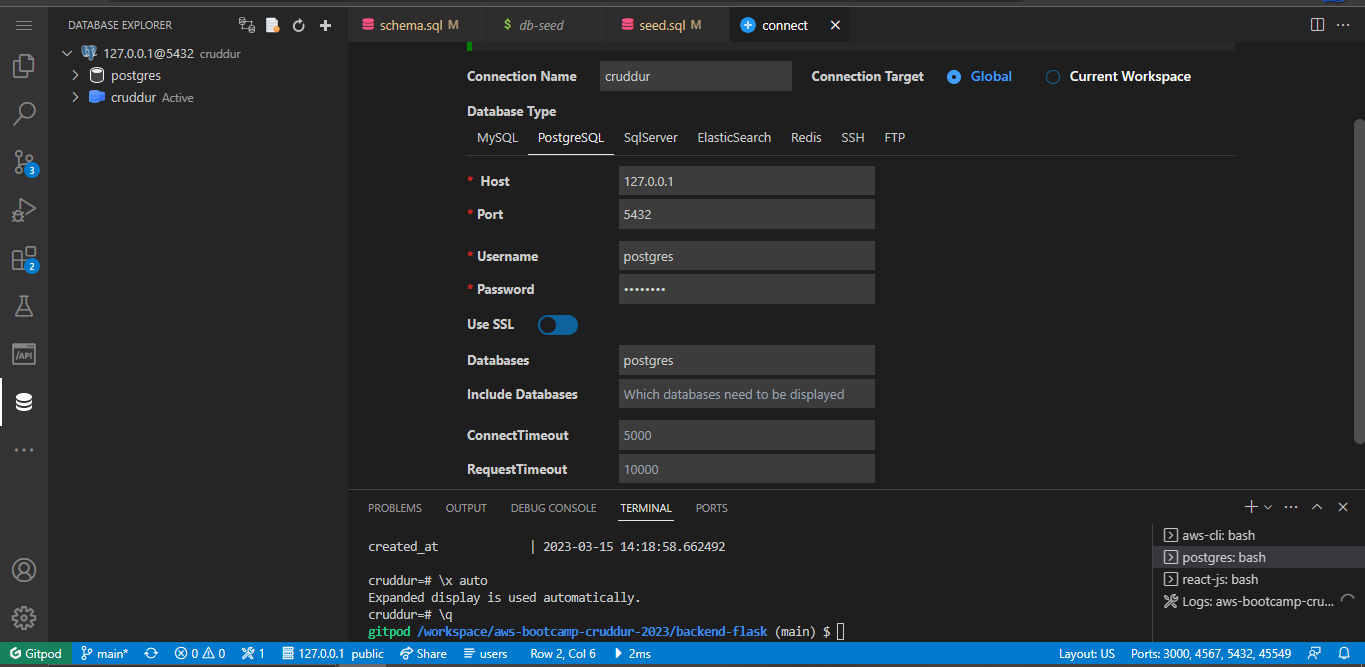 DATABASE EXPLORER
127.0.0.1@5432 cruddur
postgres
cruddur Active
3
2
/API
schema.sql M
$ db-seed
seed.sql M
connect
Connection Name cruddur Connection Target Global Current Workspace
Database Type
MySQL PostgreSQL SqlServer ElasticSearch Redis SSH FTP
* Host 127.0.0.1
* Port 5432
* Username postgres
* Password ••••••••
Use SSL
Databases postgres
Include Databases Which databases need to be displayed
ConnectTimeout 5000
RequestTimeout 10000
PROBLEMS OUTPUT DEBUG CONSOLE TERMINAL PORTS
created_at | 2023-03-15 14:18:58.662492
cruddur=# \x auto
Expanded display is used automatically.
cruddur=# \q
gitpod /workspace/aws-bootcamp-cruddur-2023/backend-flask (main) $
aws-cli: bash
postgres: bash
react-js: bash
Logs: aws-bootcamp-cru...
Gitpod main* 0 0 1 127.0.0.1 public Share users Row 2, Col 6 2ms Layout: US Ports: 3000, 4567, 5432, 45549